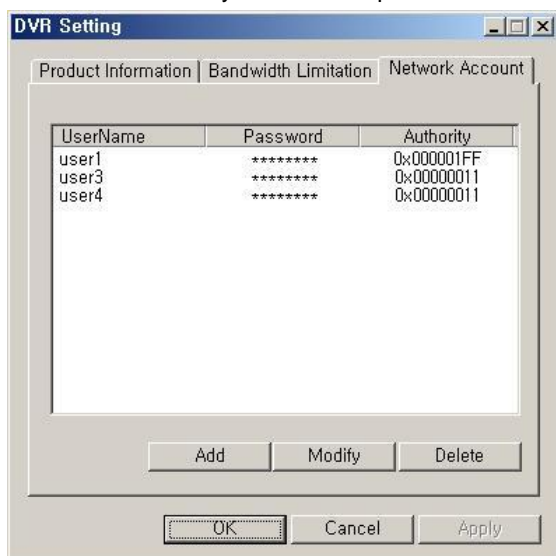 DVR Setting
Product Information Bandwidth Limitation Network Account
UserName Password Authority
user1 ******** 0x000001FF
user3 ******** 0x00000011
user4 ******** 0x00000011
Add Modify Delete
OK Cancel Apply